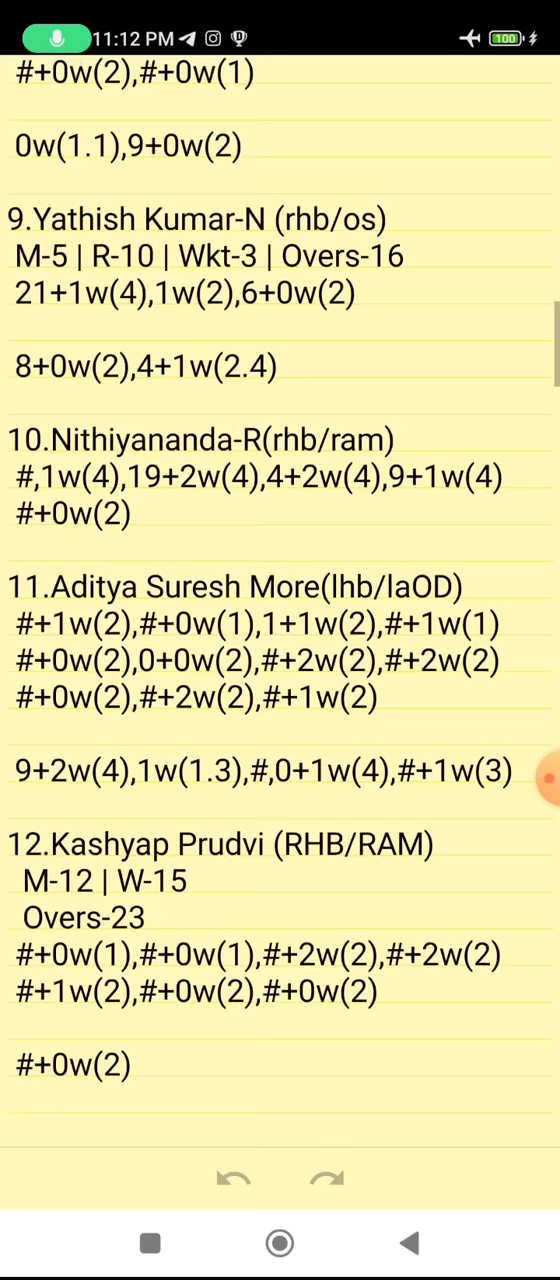 11:12 PM
100
#+0w(2),#+0w(1)
0w(1.1),9+0w(2)
9.Yathish Kumar-N (rhb/os)
M-5 | R-10 | Wkt-3 | Overs-16
21+1w(4),1w(2),6+0w(2)
8+0w(2),4+1w(2.4)
10.Nithiyananda-R(rhb/ram)
#,1w(4),19+2w(4),4+2w(4),9+1w(4)
#+0w(2)
11.Aditya Suresh More(lhb/laOD)
#+1w(2),#+0w(1),1+1w(2),#+1w(1)
#+0w(2),0+0w(2),#+2w(2),#+2w(2)
#+0w(2),#+2w(2),#+1w(2)
9+2w(4),1w(1.3),#,0+1w(4),#+1w(3)
12.Kashyap Prudvi (RHB/RAM)
M-12 | W-15
Overs-23
#+0w(1),#+0w(1),#+2w(2),#+2w(2)
#+1w(2),#+0w(2),#+0w(2)
#+0w(2)